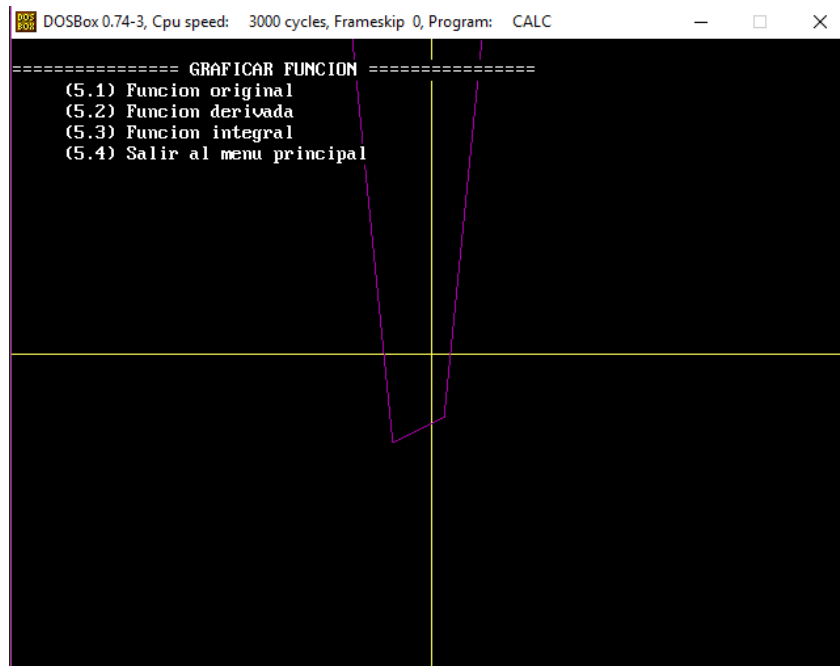 DOSBox 0.74-3, Cpu speed: 3000 cycles, Frameskip 0, Program: CALC
================ GRAFICAR FUNCION ================
(5.1) Funcion original
(5.2) Funcion derivada
(5.3) Funcion integral
(5.4) Salir al menu principal